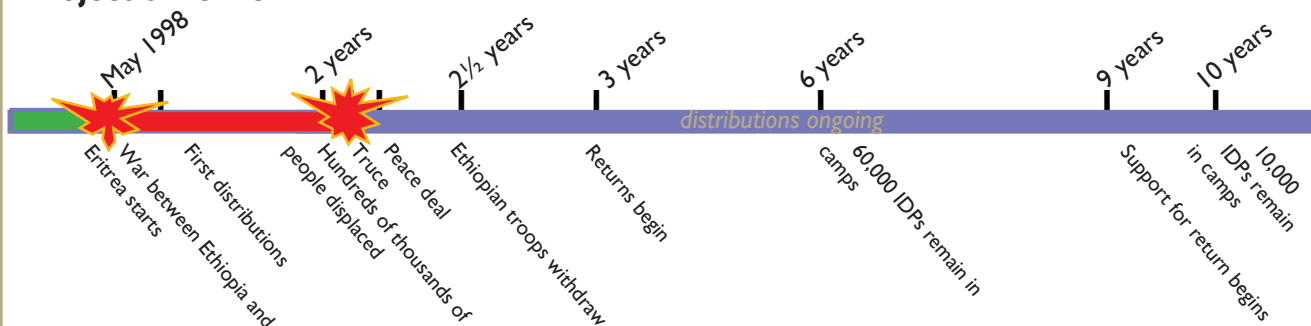 May 1998
2 years
2½ years
3 years
6 years
9 years
10 years
distributions ongoing
War between Ethiopia and
Eritrea starts
First distributions
Hundreds of thousands of
people displaced
Truce
Peace deal
Ethiopian troops withdraw
Returns begin
60,000 IDPs remain in
camps
Support for return begins
10,000
IDPs remain
in camps